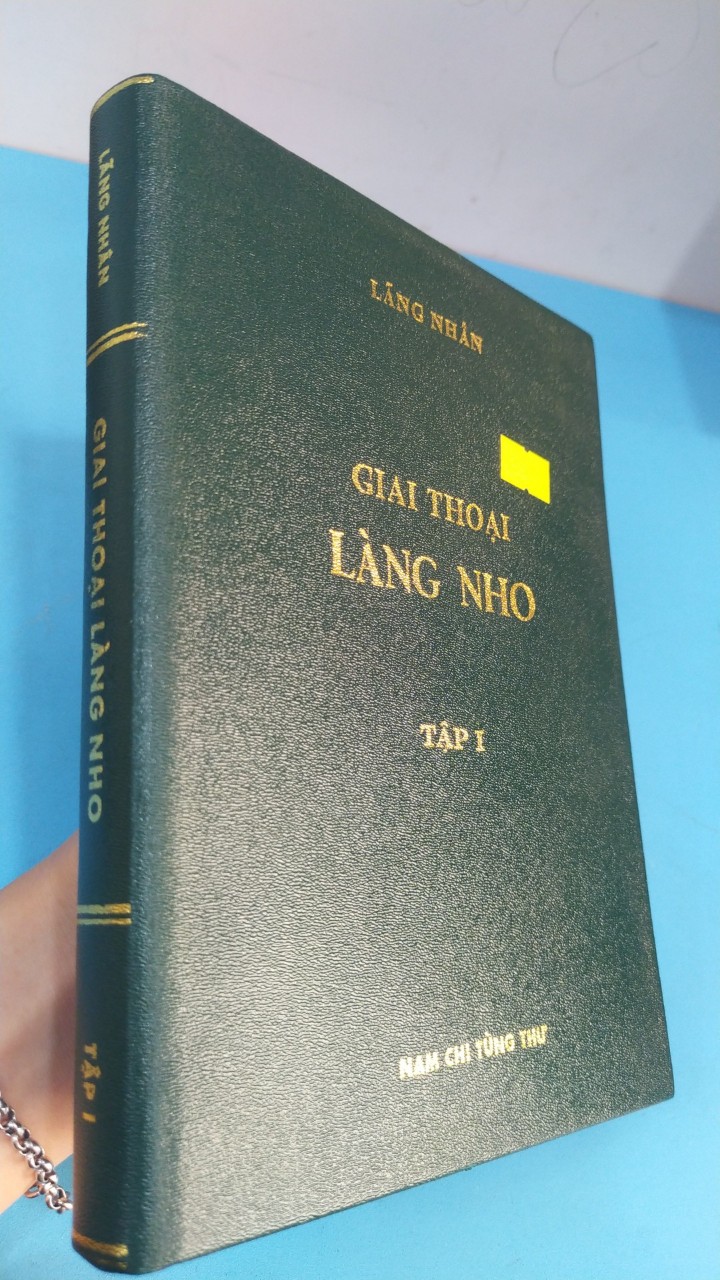 LÃNG NHÂN
GIAI THOẠI
LÀNG NHO
TẬP I
NAM CHI TÙNG THƯ
LÃNG NHÂN
GIAI THOẠI LÀNG NHO
TẬP I